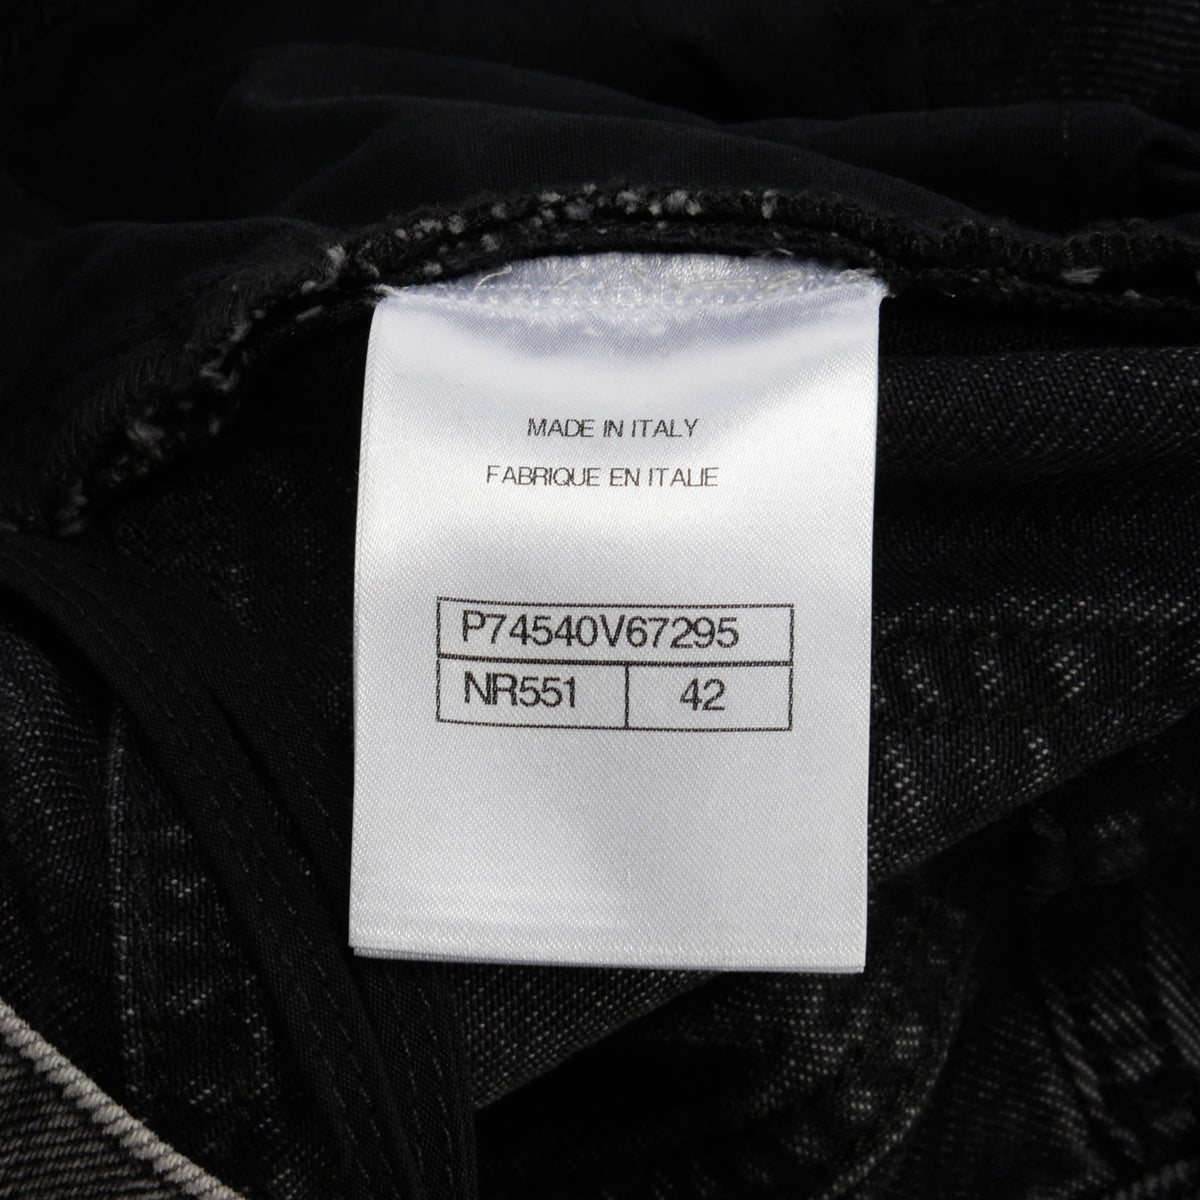 MADE IN ITALY
FABRIQUE EN ITALIE
P74540V67295
NR551 42